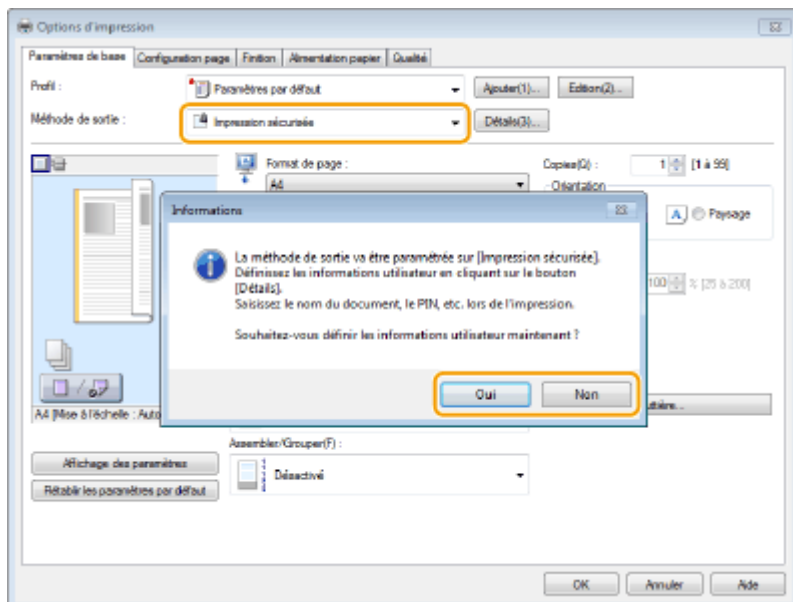 Options d'impression
Paramètres de base Configuration page Finition Alimentation papier Qualité
Profil : Paramètres par défaut Ajouter(1)... Edition(2)...
Méthode de sortie : Impression sécurisée Détails(3)...
Format de page : Copies(Q) : 1 [1 à 99]
A4 Orientation
Informations
A Paysage
La méthode de sortie va être paramétrée sur [Impression sécurisée].
Définissez les informations utilisateur en cliquant sur le bouton
[Détails].
Saisissez le nom du document, le PIN, etc. lors de l'impression.
100 % [25 à 200]
Souhaitez-vous définir les informations utilisateur maintenant ?
Oui Non
A4 [Mise à l'échelle : Auto
Assembler/Grouper(F) :
Affichage des paramètres
Désactivé
Rétablir les paramètres par défaut
OK Annuler Aide